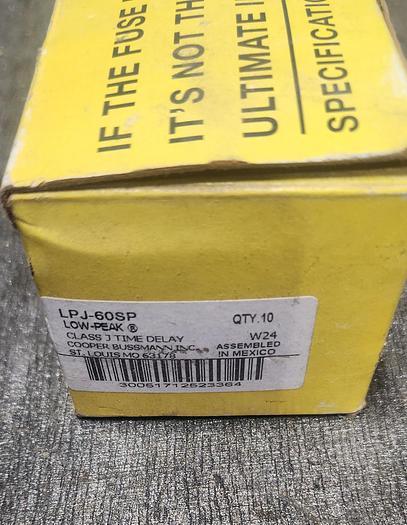 IF THE FUSE
IT'S NOT TH
ULTIMATE I
SPECIFICATIO
LPJ-60SP QTY.10
LOW-PEAK ®
CLASS J TIME DELAY W24
COOPER BUSSMANN INC. ASSEMBLED
ST. LOUIS MO 63178 IN MEXICO
30051712523364